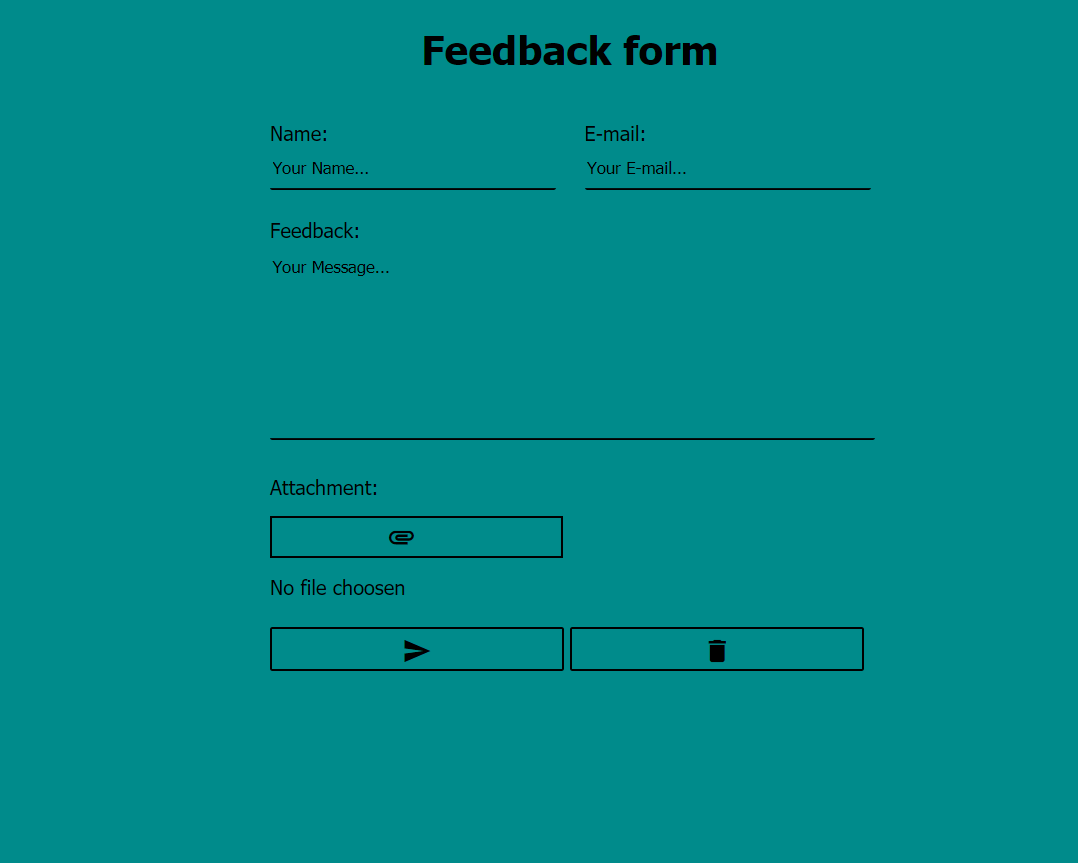 Feedback form
Name: E-mail:
Your Name... Your E-mail...
Feedback:
Your Message...
Attachment:
No file choosen